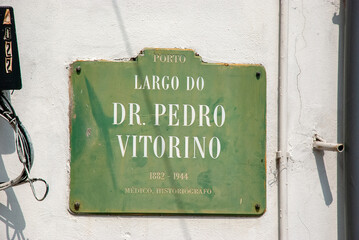 PORTO
LARGO DO
DR. PEDRO
VITORINO
1882 - 1944
MÉDICO, HISTORIÓGRAFO